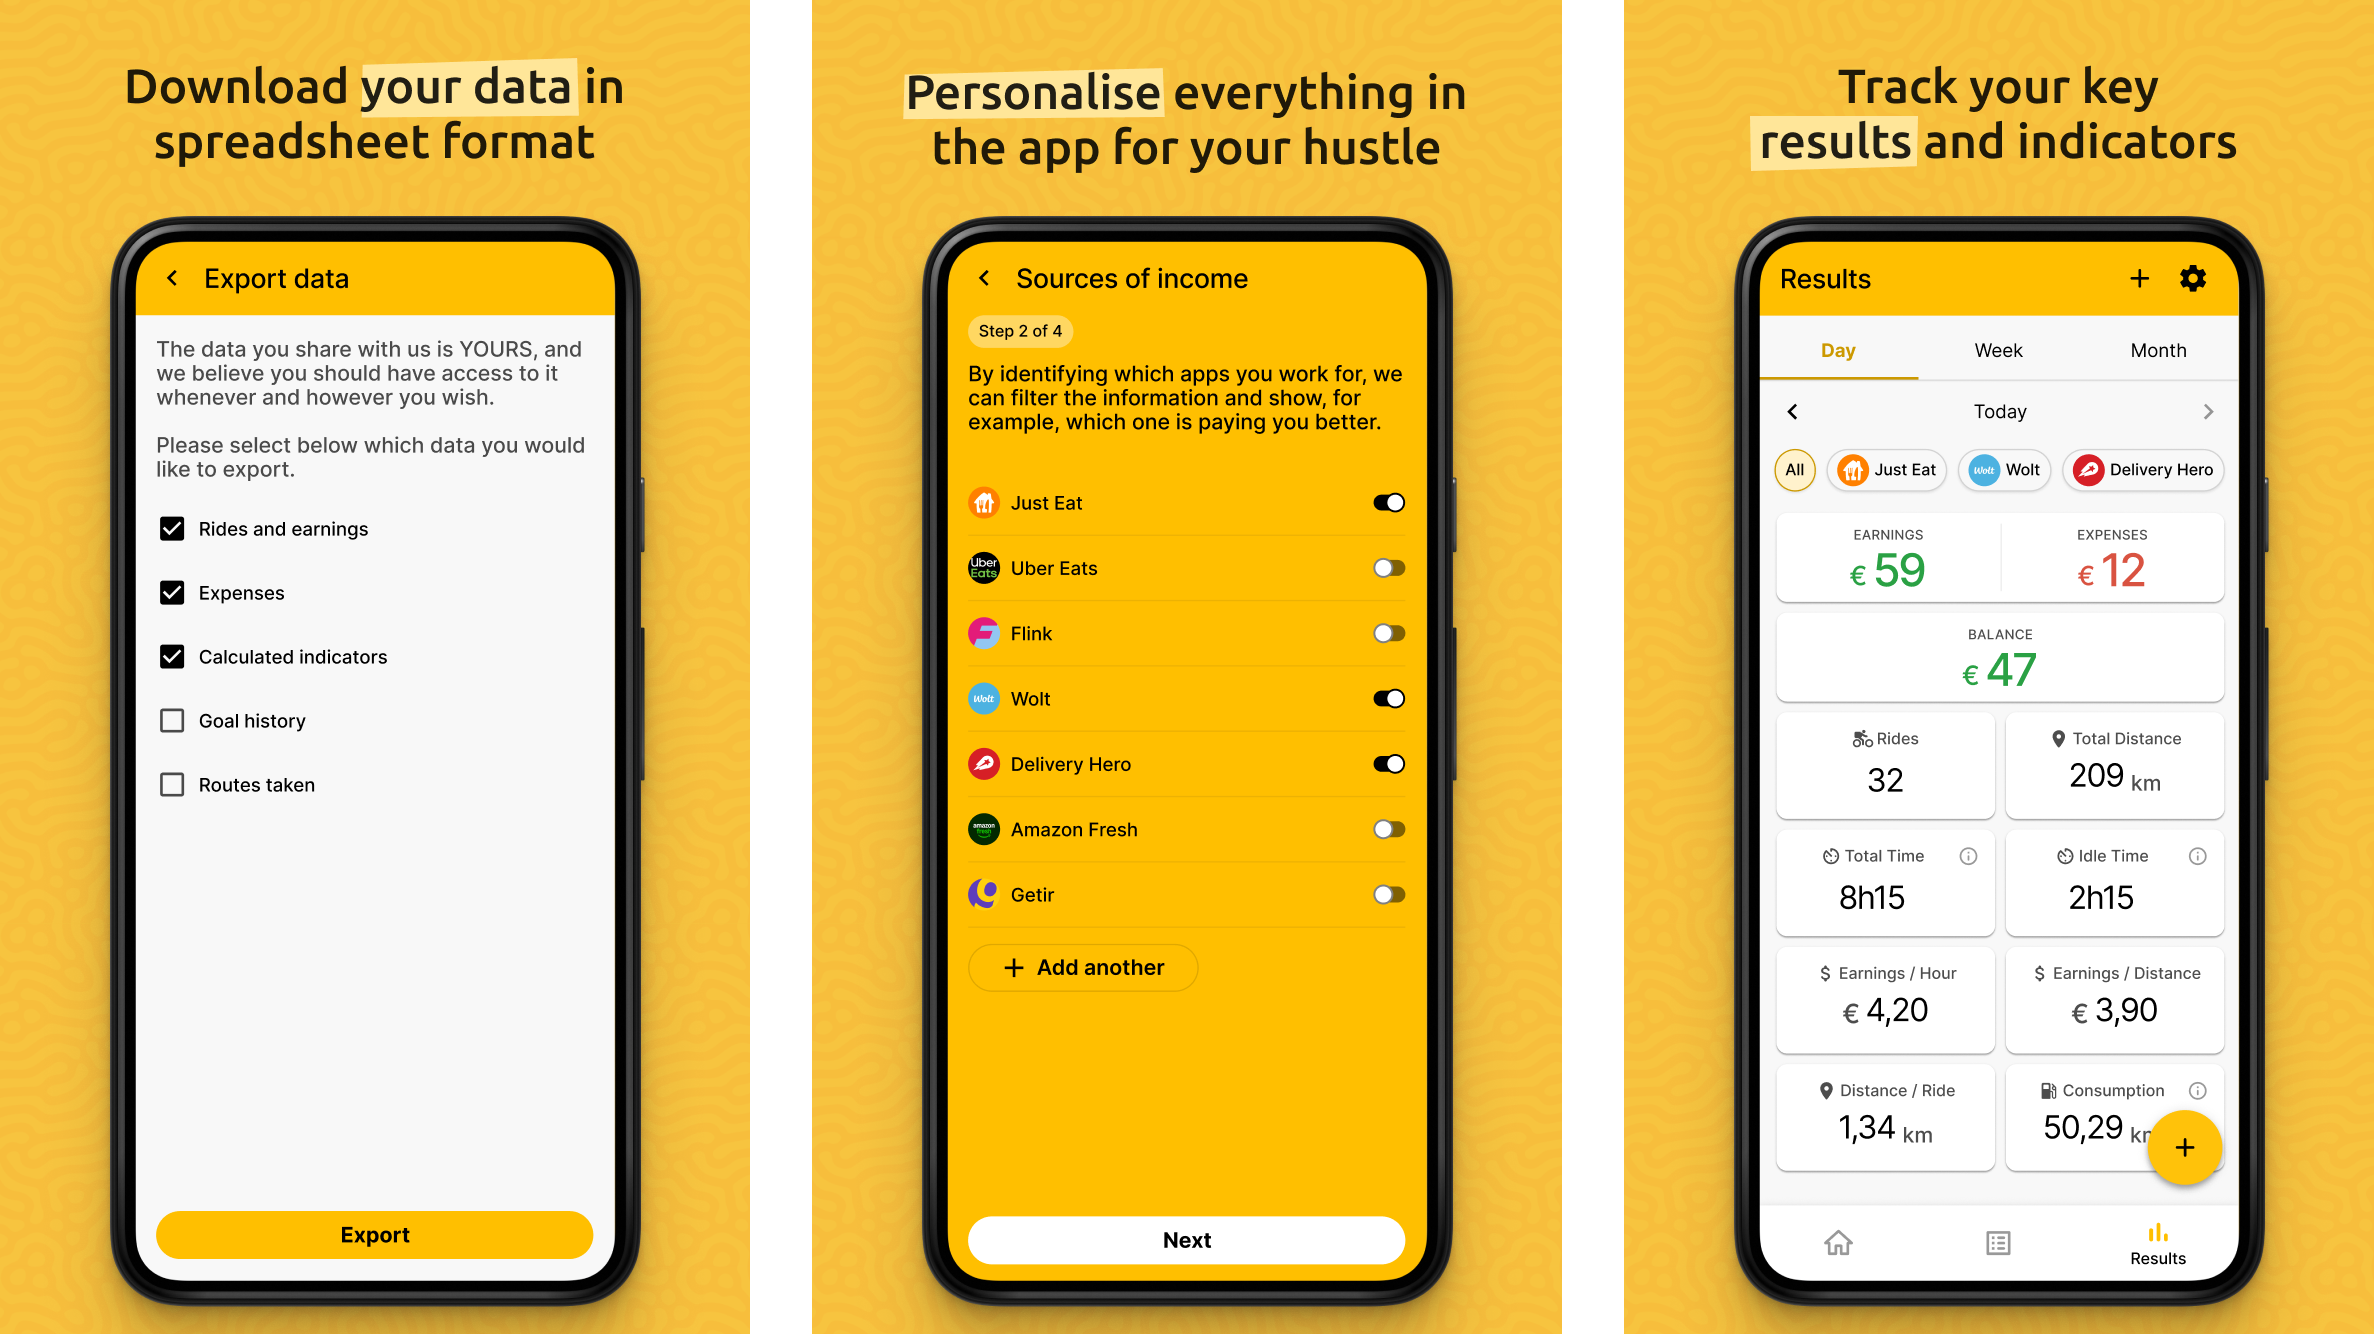 Download your data in
spreadsheet format
Export data
The data you share with us is YOURS, and
we believe you should have access to it
whenever and however you wish.
Please select below which data you would
like to export.
Rides and earnings
Expenses
Calculated indicators
Goal history
Routes taken
Export
Personalise everything in
the app for your hustle
Sources of income
Step 2 of 4
By identifying which apps you work for, we
can filter the information and show, for
example, which one is paying you better.
Just Eat
Uber
Eats
Uber Eats
Flink
Wolt
Wolt
Delivery Hero
amazon
fresh
Amazon Fresh
Getir
+ Add another
Next
Track your key
results and indicators
Results
Day Week Month
Today
All Just Eat Wolt Wolt Delivery Hero
EARNINGS EXPENSES
€ 59 € 12
BALANCE
€ 47
Rides Total Distance
32 209 km
Total Time Idle Time
8h15 2h15
$ Earnings / Hour $ Earnings / Distance
€ 4,20 € 3,90
Distance / Ride Consumption
1,34 km 50,29
Results